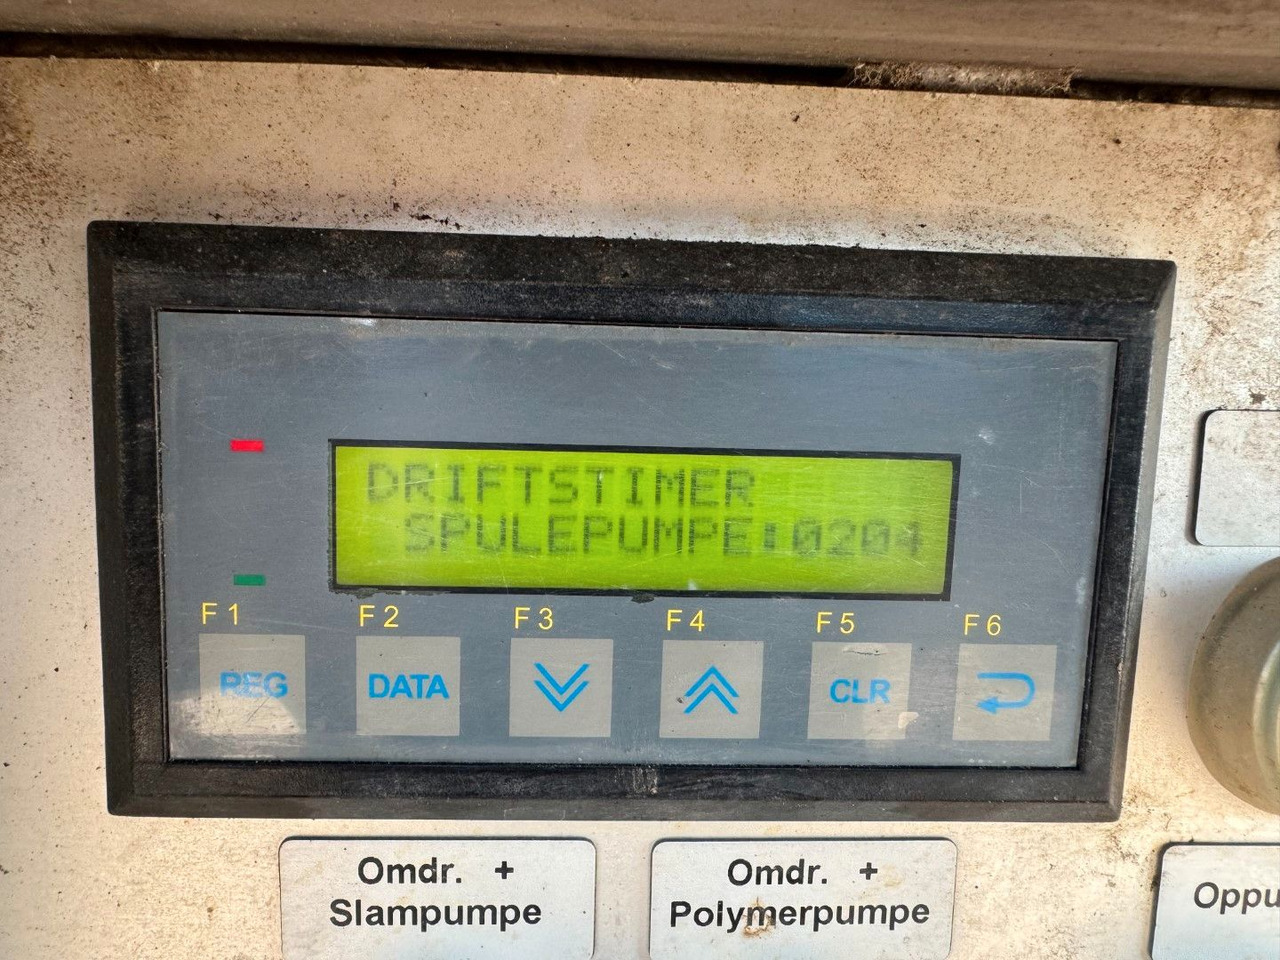 DRIFTSTIMER
SPULEPUMPE:0204
F1 F2 F3 F4 F5 F6
REG DATA CLR
Omdr. +
Slampumpe
Omdr. +
Polymerpumpe